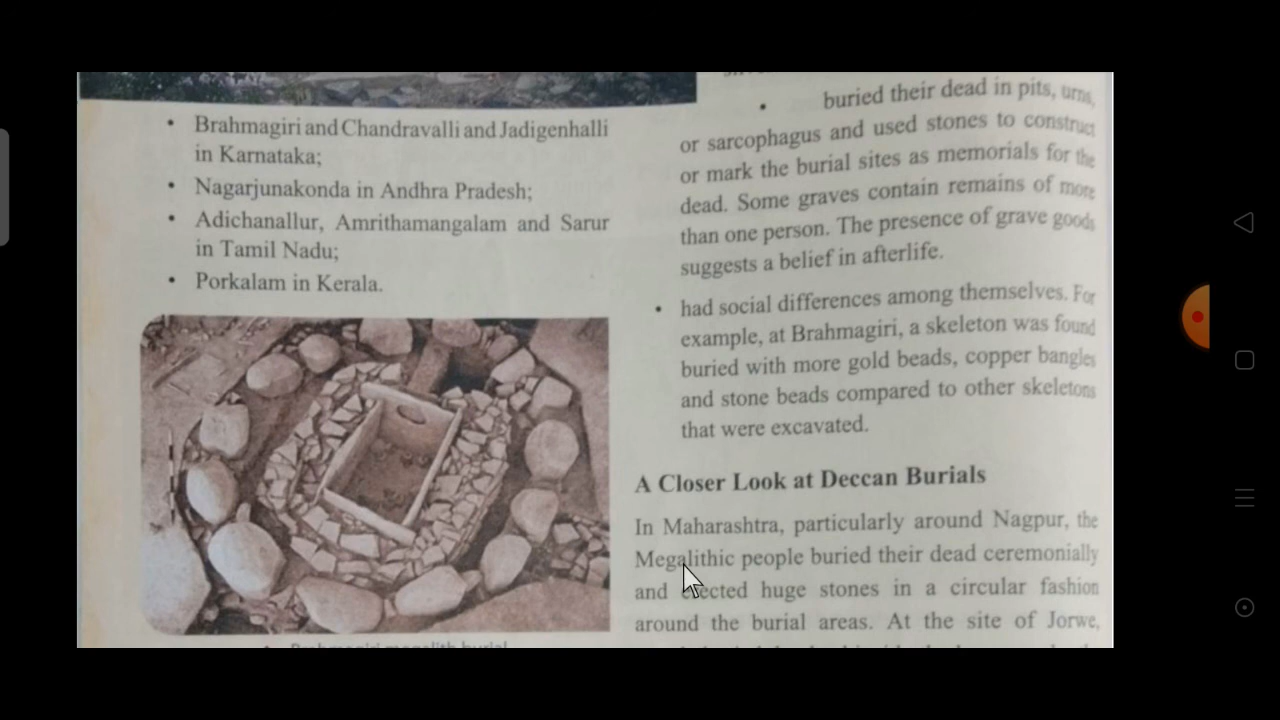 Brahmagiri and Chandravalli and Jadigenhalli
in Karnataka;
Nagarjunakonda in Andhra Pradesh;
Adichanallur, Amrithamangalam and Sarur
in Tamil Nadu;
Porkalam in Kerala.
Brahmagiri megalith burial
buried their dead in pits, urns,
or sarcophagus and used stones to construct
or mark the burial sites as memorials for the
dead. Some graves contain remains of more
than one person. The presence of grave goods
suggests a belief in afterlife.
had social differences among themselves. For
example, at Brahmagiri, a skeleton was found
buried with more gold beads, copper bangles
and stone beads compared to other skeletons
that were excavated.
A Closer Look at Deccan Burials
In Maharashtra, particularly around Nagpur, the
Megalithic people buried their dead ceremonially
and erected huge stones in a circular fashion
around the burial areas. At the site of Jorwe,